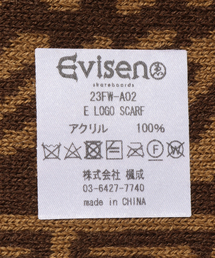 Evisen
skateboards
23FW-A02
E LOGO SCARF
アクリル 100%
株式会社 楓成
03-6427-7740
made in CHINA